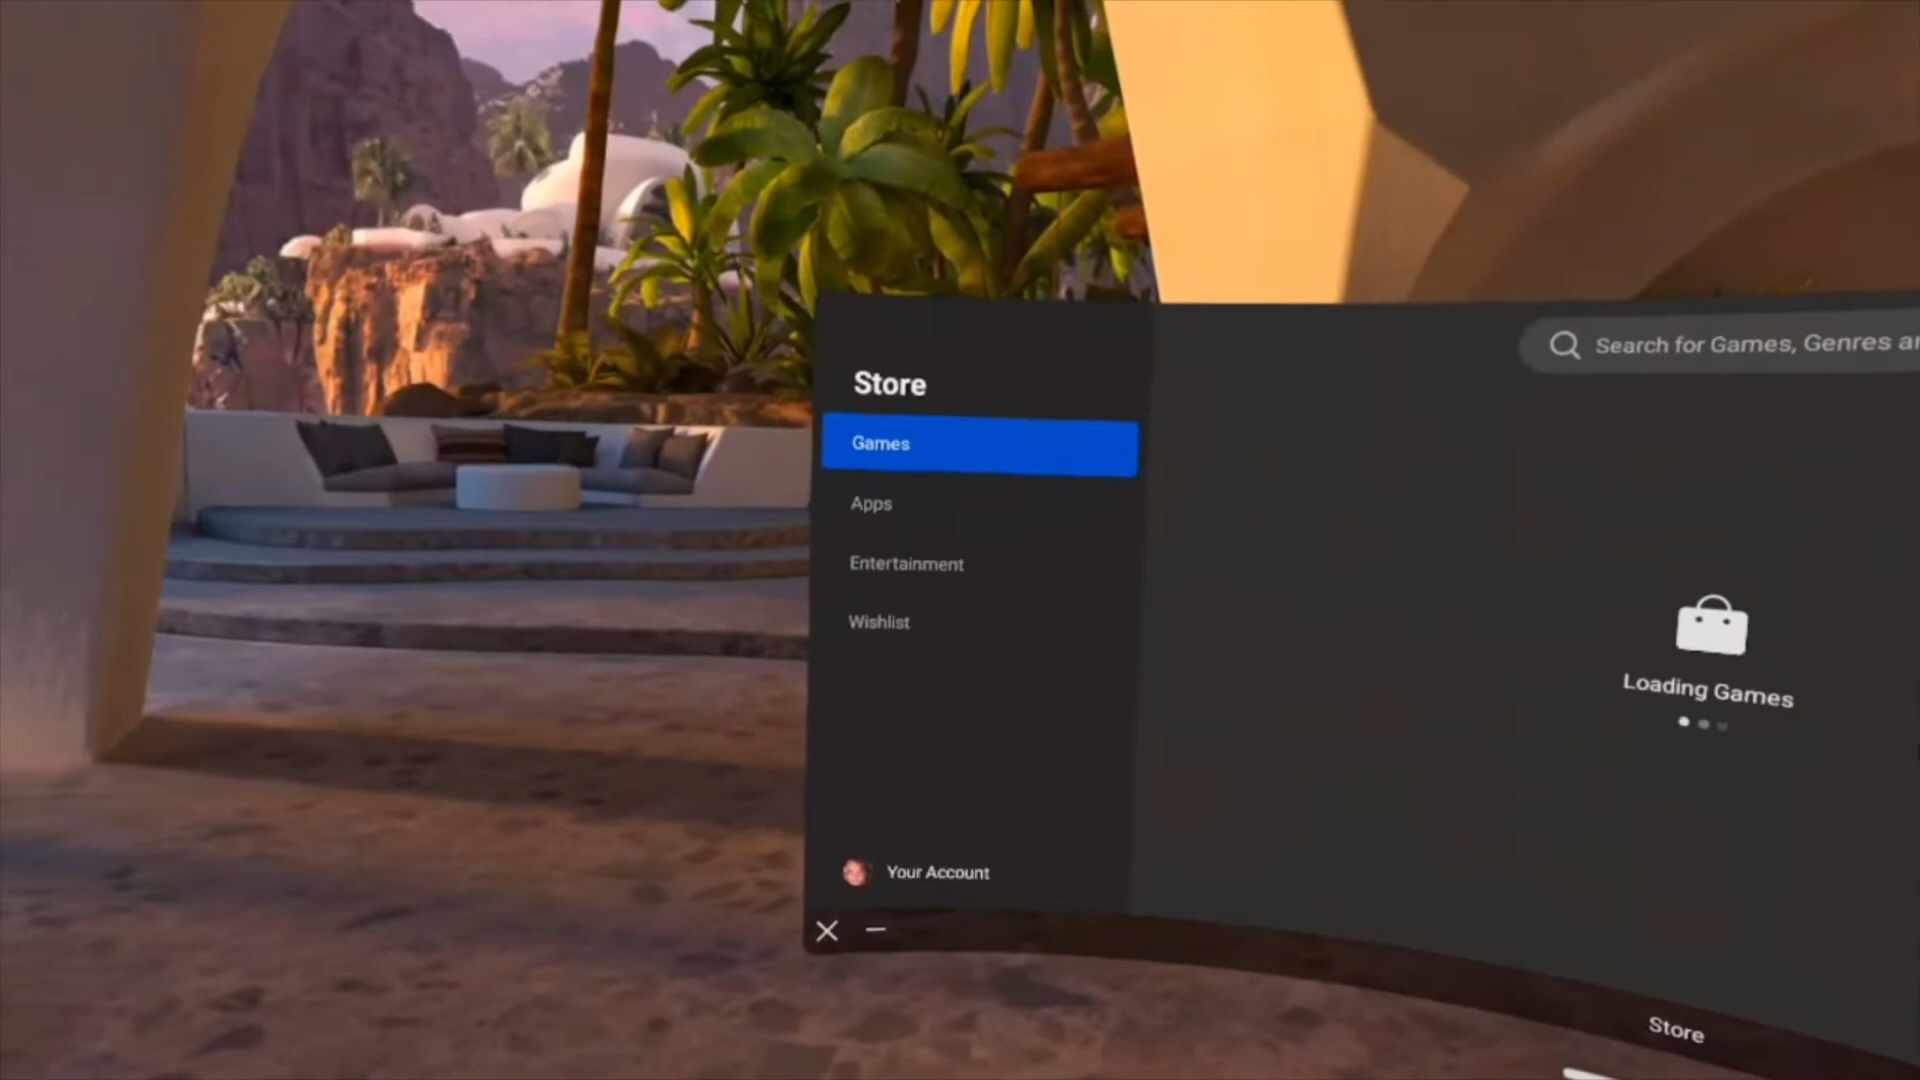 Store
Search for Games, Genres
Games
Apps
Entertainment
Wishlist
Loading Games
Your Account
Store